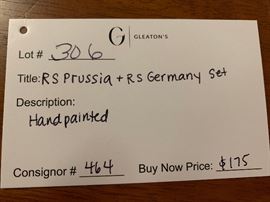 G | GLEATON'S
Lot # 306
Title: RS Prussia + RS Germany Set
Description:
Handpainted
Consignor # 464 Buy Now Price: $175